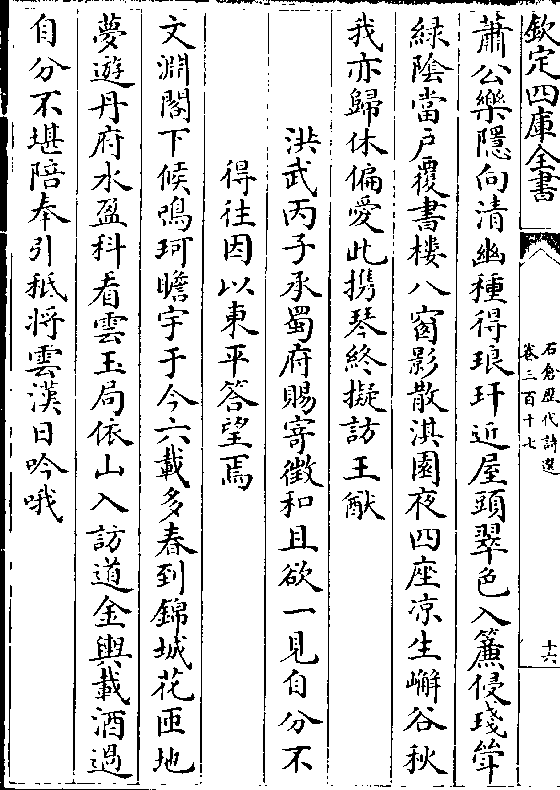 欽定四庫全書
石倉歷代詩選
卷三百十七
十六
蕭公樂隱向清幽種得琅玕近屋頭翠色入簾侵琖斝
緑陰當戶覆書樓八窗影散淇園夜四座凉生嶰谷秋
我亦歸休偏愛此携琴終擬訪王猷
洪武丙子承蜀府賜寄徵和且欲一見自分不
得往因以東平答望焉
文淵閣下候鳴珂瞻宇于今六載多春到錦城花匝地
夢遊丹府水盈科看雲玉局依山入訪道金輿載酒過
自分不堪陪奉引秪將雲漢日吟哦